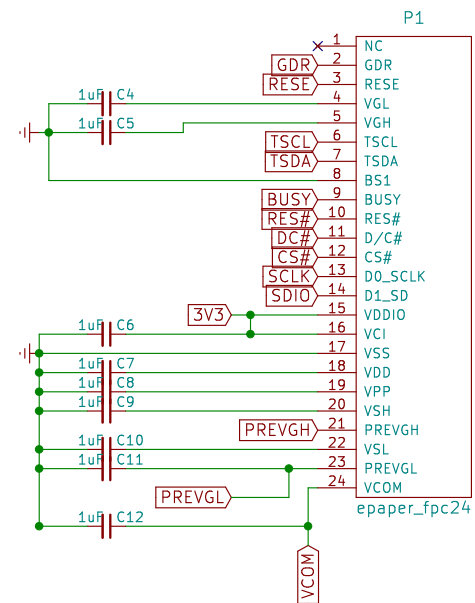 P1
1 NC
GDR 2 GDR
RESE 3 RESE
1uF C4 4 VGL
1uF C5 5 VGH
TSCL 6 TSCL
TSDA 7 TSDA
8 BS1
BUSY 9 BUSY
RES# 10 RES#
DC# 11 D/C#
CS# 12 CS#
SCLK 13 D0_SCLK
SDIO 14 D1_SD
3V3 15 VDDIO
1uF C6 16 VCI
17 VSS
1uF C7 18 VDD
1uF C8 19 VPP
1uF C9 20 VSH
PREVGH 21 PREVGH
1uF C10 22 VSL
1uF C11 23 PREVGL
24 VCOM
PREVGL
epaper_fpc24
1uF C12
VCOM